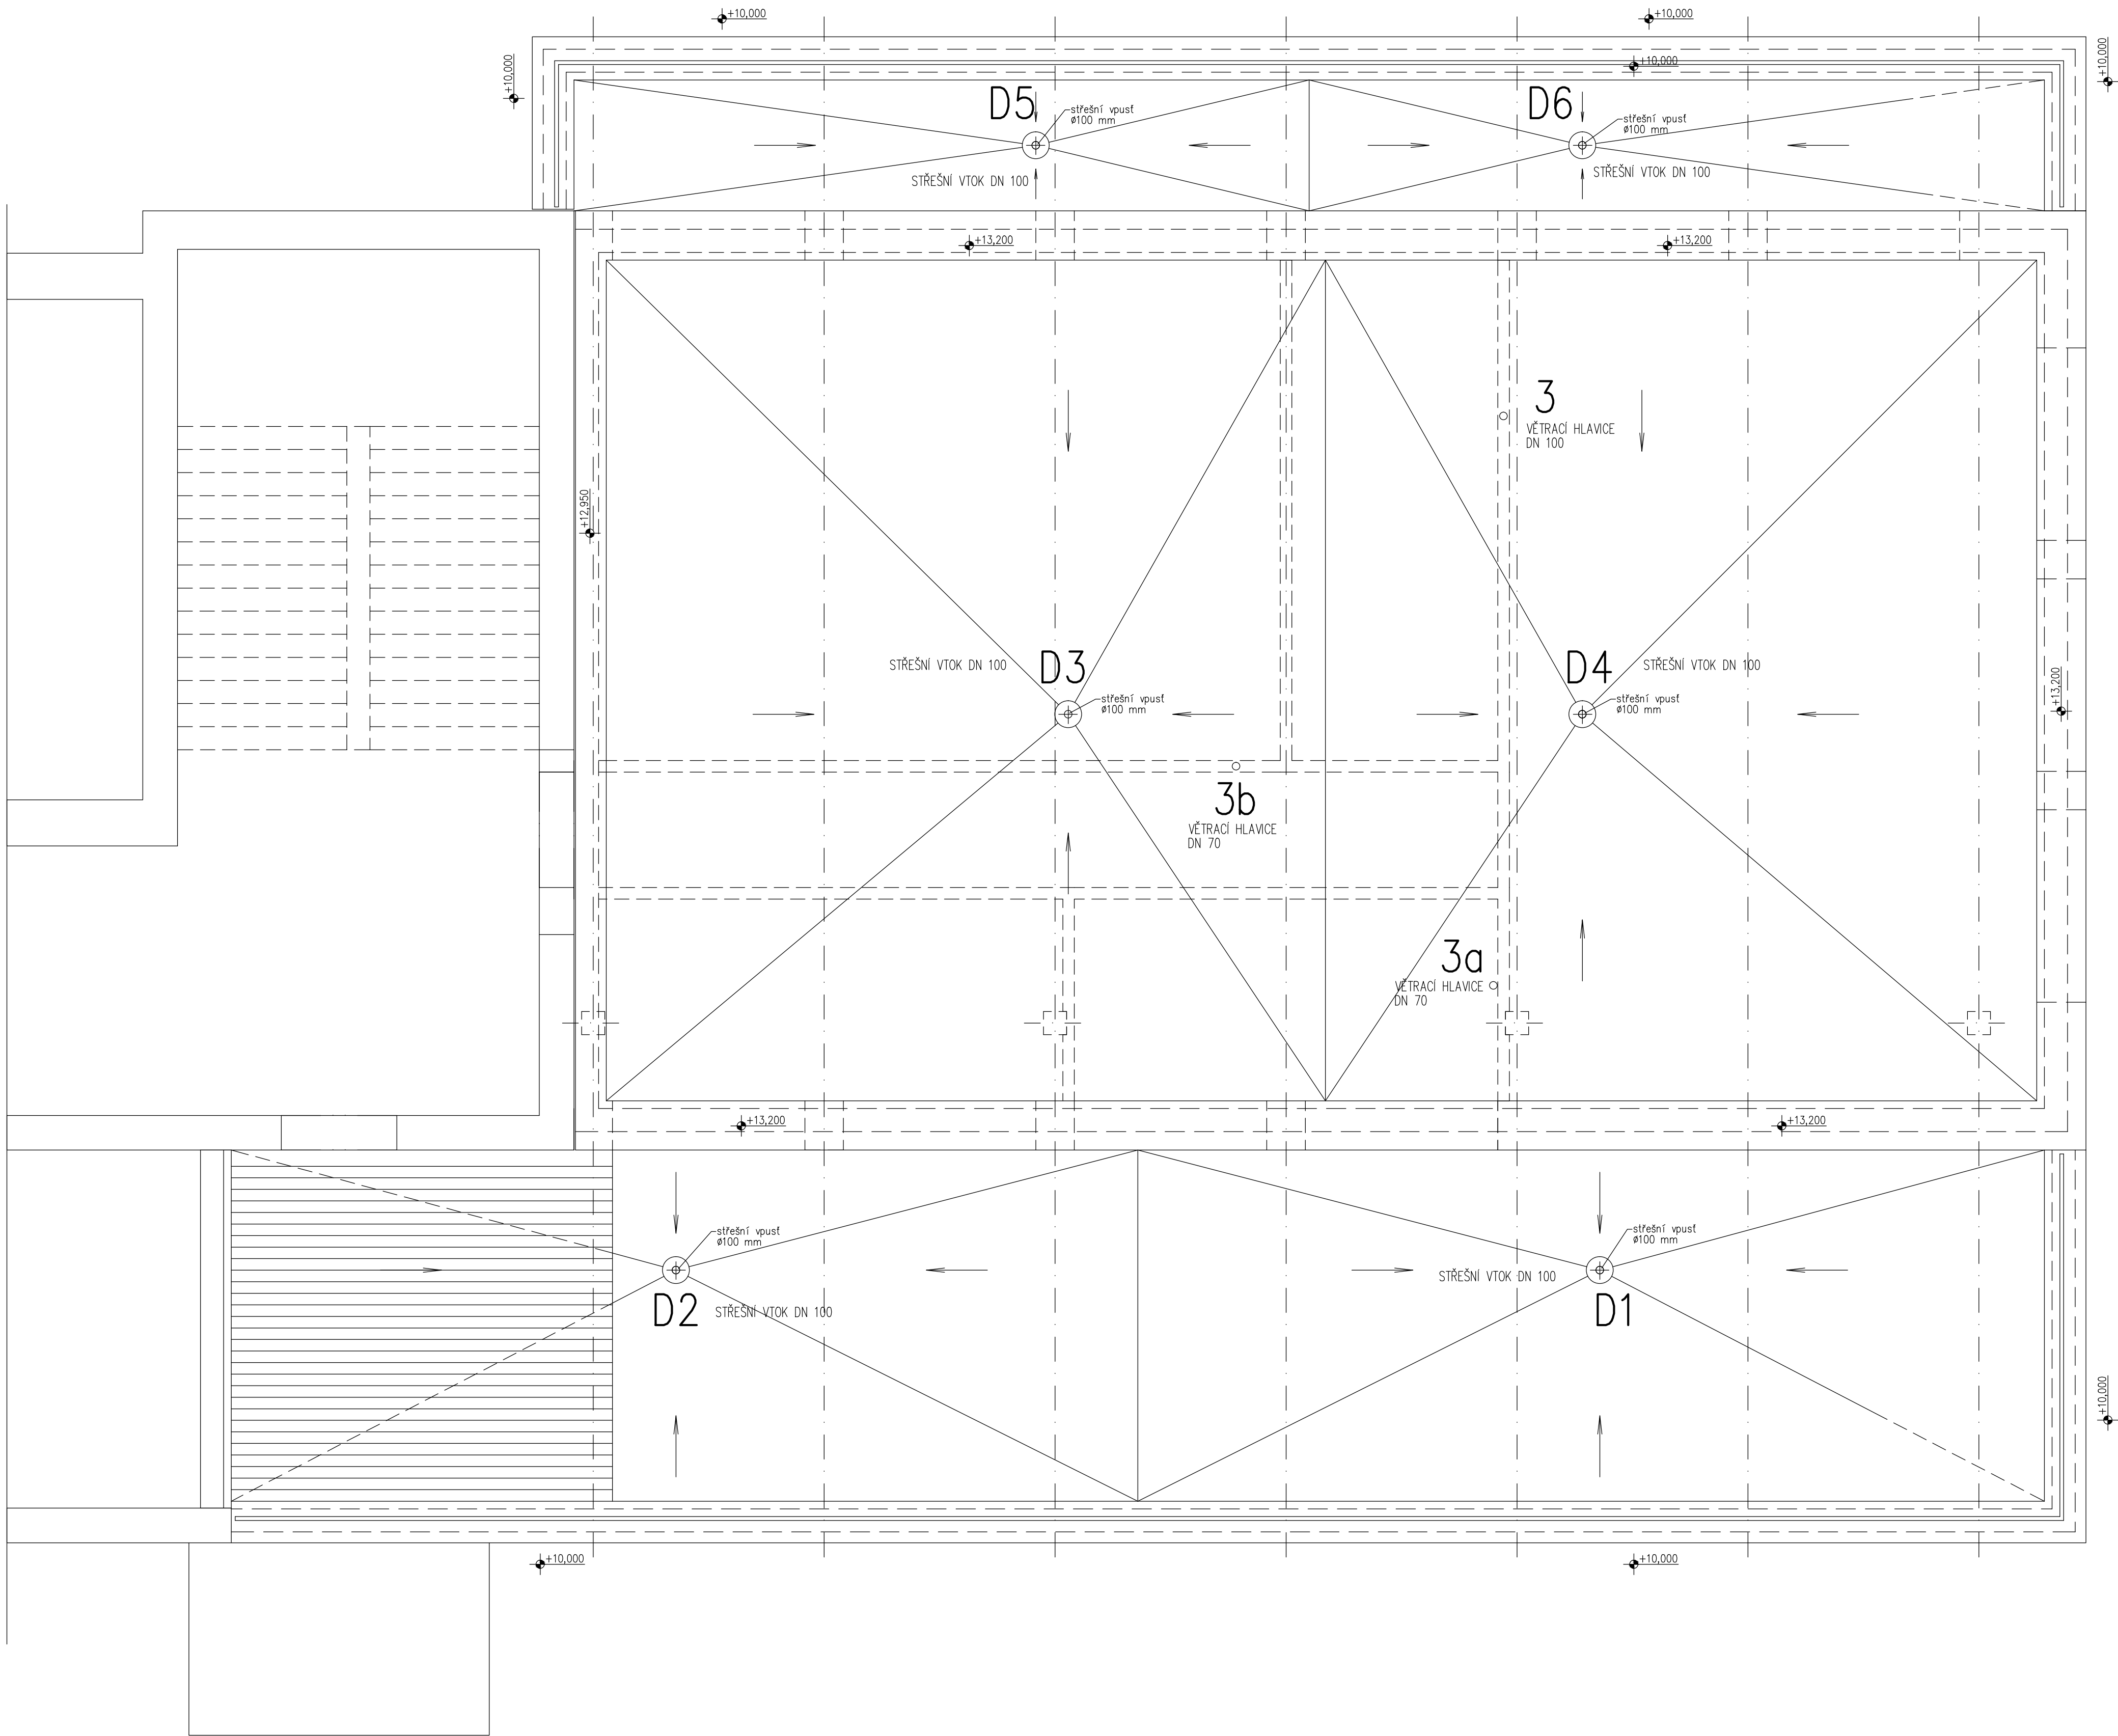 +10,000
+10,000
+10,000
+10,000
+10,000
D5
střešní vpusť
ø100 mm
STŘEŠNÍ VTOK DN 100
D6
střešní vpusť
ø100 mm
STŘEŠNÍ VTOK DN 100
+13,200
+13,200
3
VĚTRACÍ HLAVICE
DN 100
+12,950
STŘEŠNÍ VTOK DN 100
D3
střešní vpusť
ø100 mm
D4
STŘEŠNÍ VTOK DN 100
střešní vpusť
ø100 mm
+13,200
3b
VĚTRACÍ HLAVICE
DN 70
3a
VĚTRACÍ HLAVICE
DN 70
+13,200
+13,200
střešní vpusť
ø100 mm
D2
STŘEŠNÍ VTOK DN 100
střešní vpusť
ø100 mm
STŘEŠNÍ VTOK DN 100
D1
+10,000
+10,000
+10,000